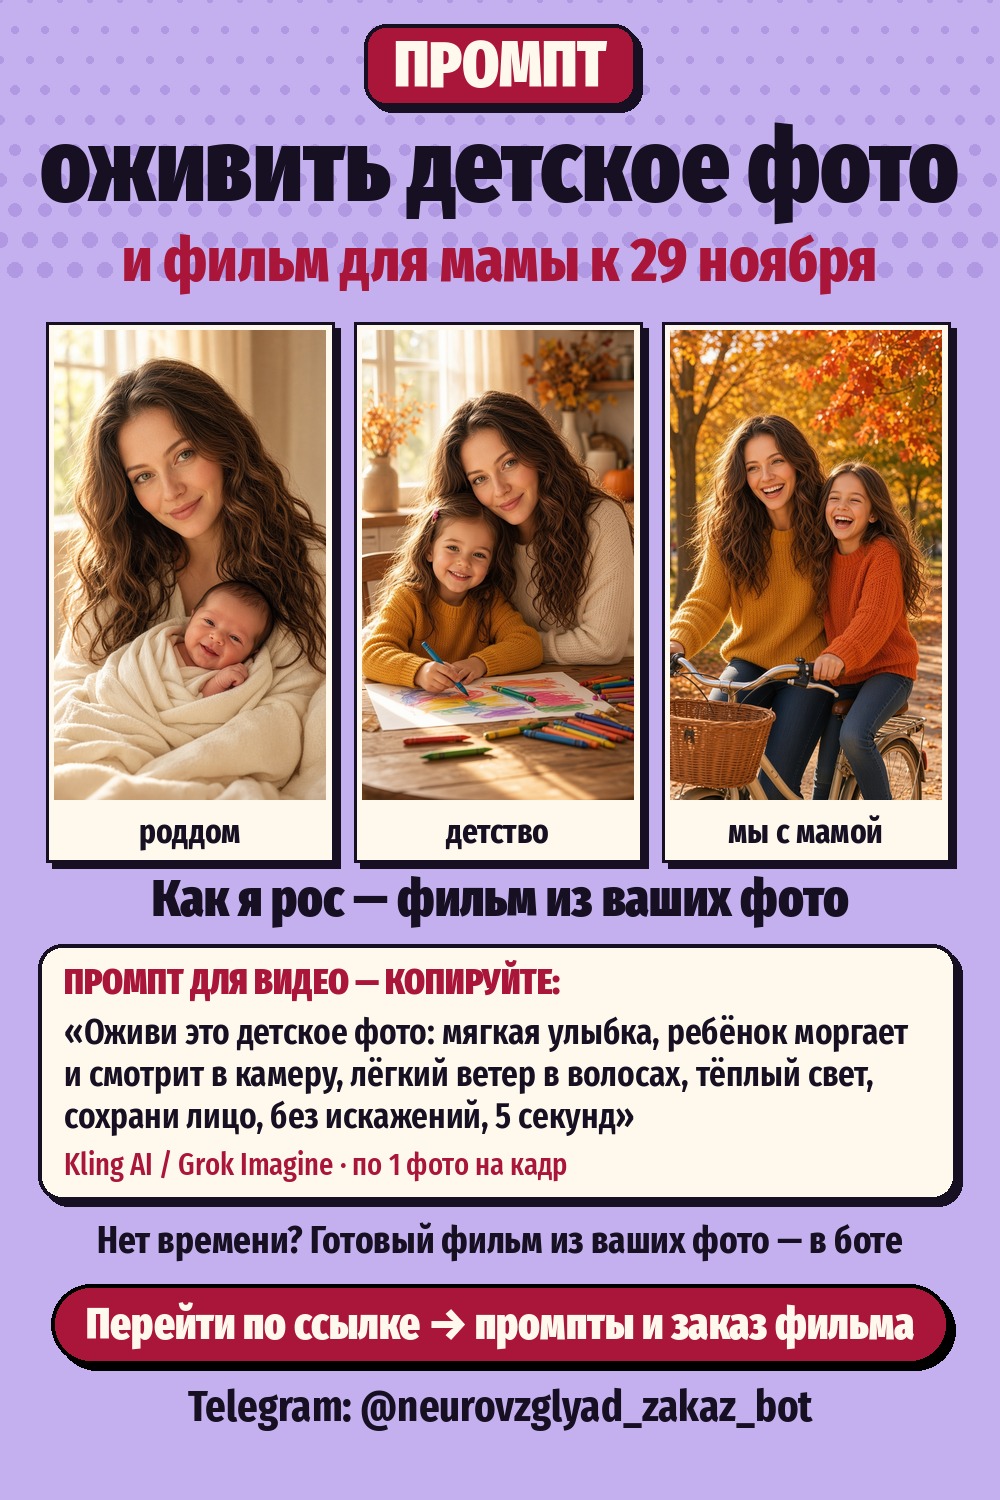 ПРОМПТ
оживить детское фото
и фильм для мамы к 29 ноября
роддом
детство
мы с мамой
Как я рос — фильм из ваших фото
ПРОМПТ ДЛЯ ВИДЕО — КОПИРУЙТЕ:
«Оживи это детское фото: мягкая улыбка, ребёнок моргает
и смотрит в камеру, лёгкий ветер в волосах, тёплый свет,
сохрани лицо, без искажений, 5 секунд»
Kling AI / Grok Imagine · по 1 фото на кадр
Нет времени? Готовый фильм из ваших фото — в боте
Перейти по ссылке → промпты и заказ фильма
Telegram: @neurovzglyad_zakaz_bot